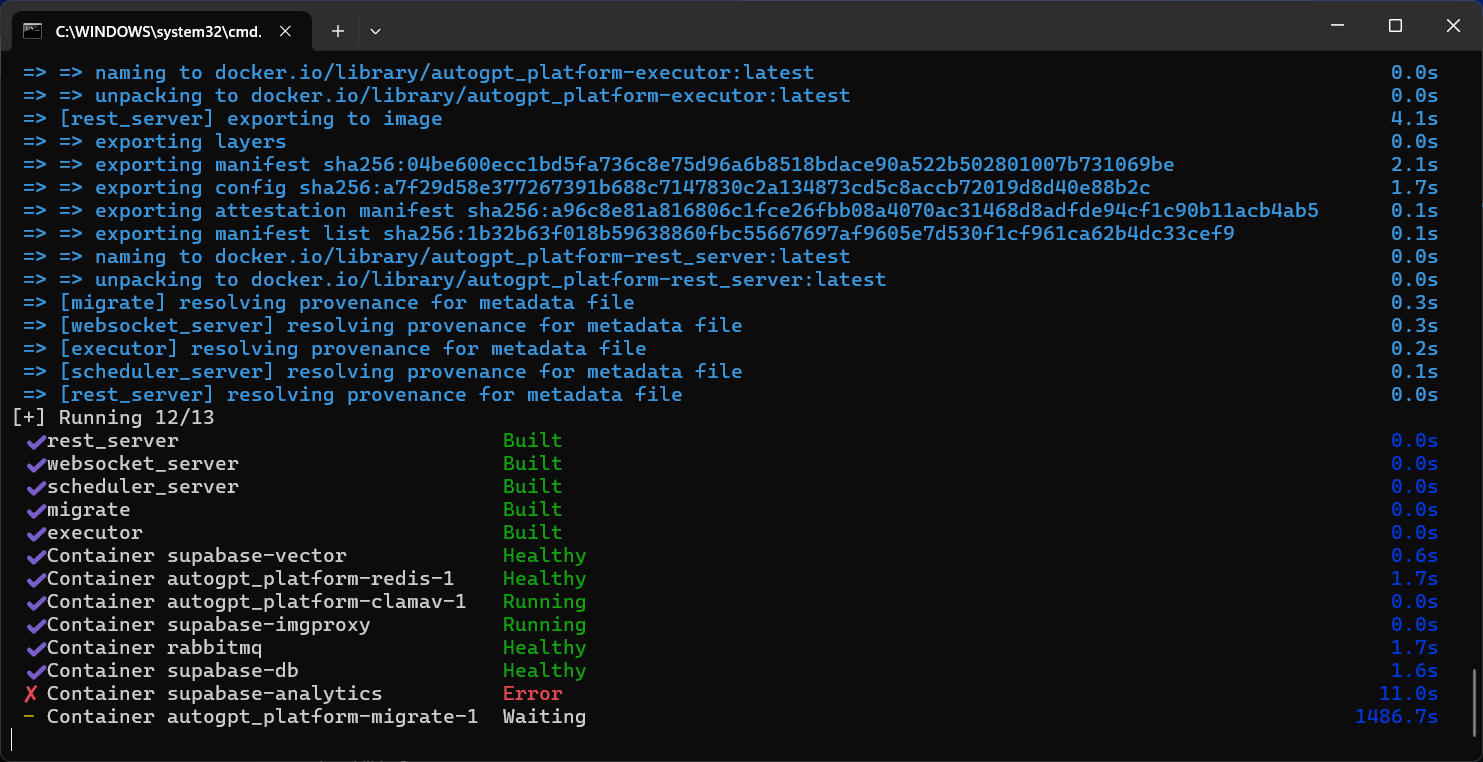 C:\WINDOWS\system32\cmd.
=> => naming to docker.io/library/autogpt_platform-executor:latest 0.0s
=> => unpacking to docker.io/library/autogpt_platform-executor:latest 0.0s
=> [rest_server] exporting to image 4.1s
=> => exporting layers 0.0s
=> => exporting manifest sha256:04be600ecc1bd5fa736c8e75d96a6b8518bdace90a522b502801007b731069be 2.1s
=> => exporting config sha256:a7f29d58e377267391b688c7147830c2a134873cd5c8accb72019d8d40e88b2c 1.7s
=> => exporting attestation manifest sha256:a96c8e81a816806c1fce26fbb08a4070ac31468d8adfde94cf1c90b11acb4ab5 0.1s
=> => exporting manifest list sha256:1b32b63f018b59638860fbc55667697af9605e7d530f1cf961ca62b4dc33cef9 0.1s
=> => naming to docker.io/library/autogpt_platform-rest_server:latest 0.0s
=> => unpacking to docker.io/library/autogpt_platform-rest_server:latest 0.0s
=> [migrate] resolving provenance for metadata file 0.3s
=> [websocket_server] resolving provenance for metadata file 0.3s
=> [executor] resolving provenance for metadata file 0.2s
=> [scheduler_server] resolving provenance for metadata file 0.1s
=> [rest_server] resolving provenance for metadata file 0.0s
[+] Running 12/13
✔rest_server Built 0.0s
✔websocket_server Built 0.0s
✔scheduler_server Built 0.0s
✔migrate Built 0.0s
✔executor Built 0.0s
✔Container supabase-vector Healthy 0.6s
✔Container autogpt_platform-redis-1 Healthy 1.7s
✔Container autogpt_platform-clamav-1 Running 0.0s
✔Container supabase-imgproxy Running 0.0s
✔Container rabbitmq Healthy 1.7s
✔Container supabase-db Healthy 1.6s
✘ Container supabase-analytics Error 11.0s
- Container autogpt_platform-migrate-1 Waiting 1486.7s